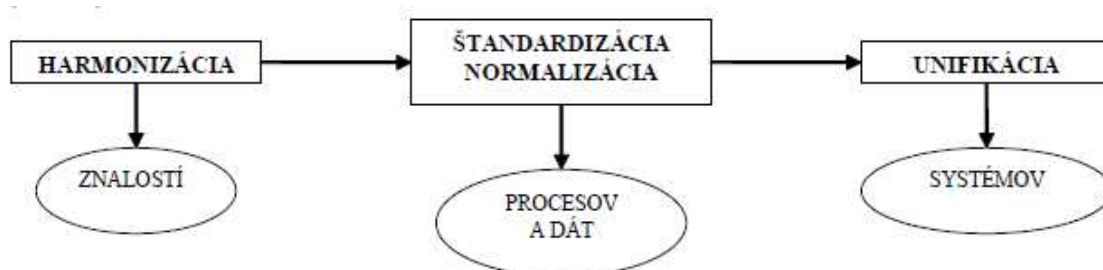 HARMONIZÁCIA
ŠTANDARDIZÁCIA
NORMALIZÁCIA
UNIFIKÁCIA
ZNALOSTÍ
PROCESOV
A DÁT
SYSTÉMOV